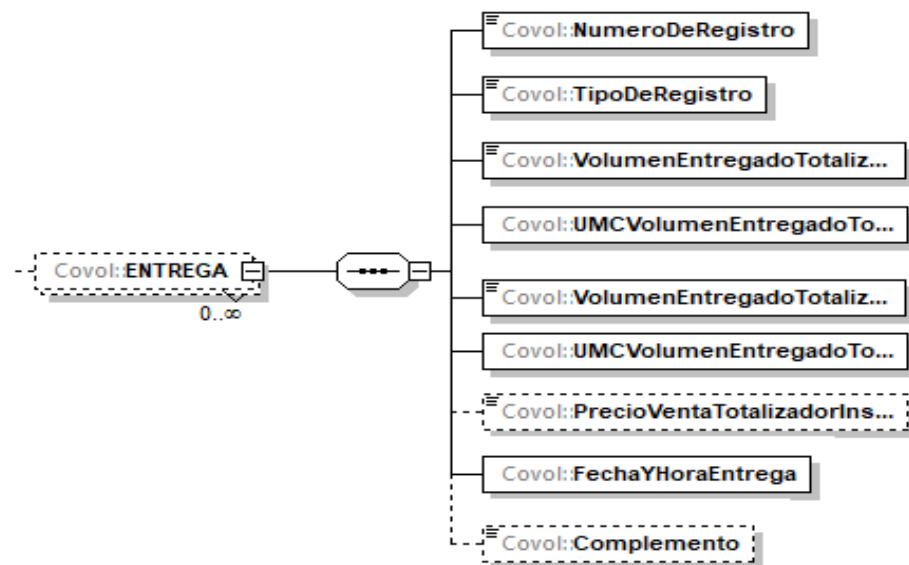 Covol::NumeroDeRegistro
Covol::TipoDeRegistro
Covol::VolumenEntregadoTotaliz...
Covol::UMCVolumenEntregadoTo...
Covol::ENTREGA
0..∞
Covol::VolumenEntregadoTotaliz...
Covol::UMCVolumenEntregadoTo...
Covol::PrecioVentaTotalizadorIns...
Covol::FechaYHoraEntrega
Covol::Complemento